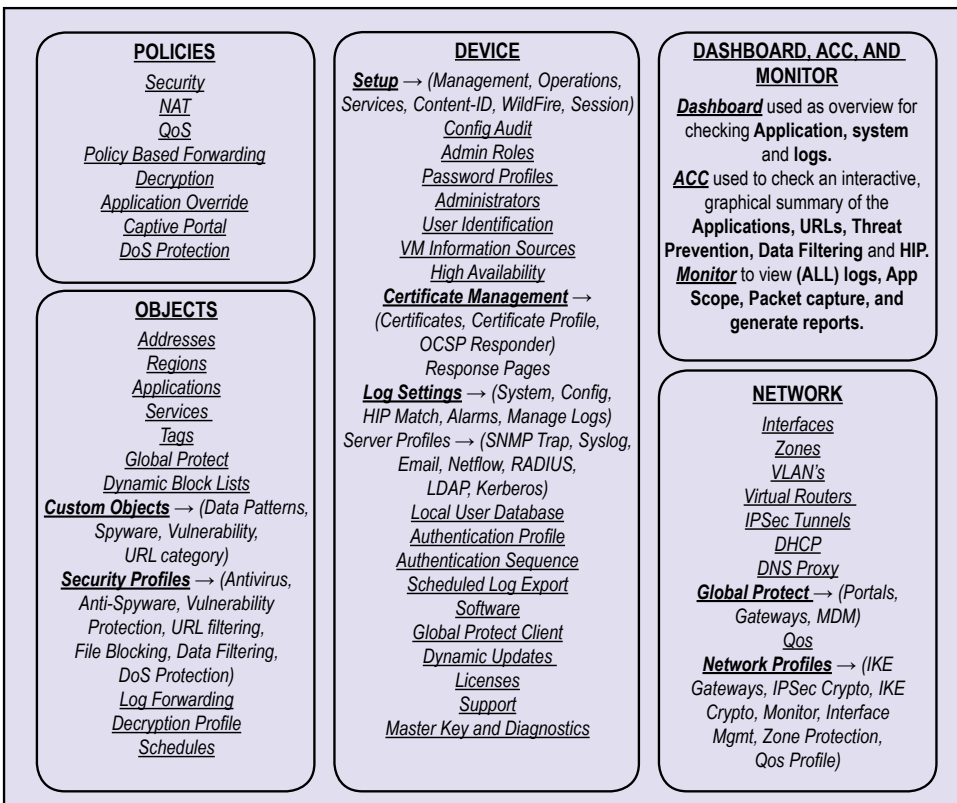 POLICIES
Security
NAT
QoS
Policy Based Forwarding
Decryption
Application Override
Captive Portal
DoS Protection
OBJECTS
Addresses
Regions
Applications
Services
Tags
Global Protect
Dynamic Block Lists
Custom Objects → (Data Patterns,
Spyware, Vulnerability,
URL category)
Security Profiles → (Antivirus,
Anti-Spyware, Vulnerability
Protection, URL filtering,
File Blocking, Data Filtering,
DoS Protection)
Log Forwarding
Decryption Profile
Schedules
DEVICE
Setup → (Management, Operations,
Services, Content-ID, WildFire, Session)
Config Audit
Admin Roles
Password Profiles
Administrators
User Identification
VM Information Sources
High Availability
Certificate Management →
(Certificates, Certificate Profile,
OCSP Responder)
Response Pages
Log Settings → (System, Config,
HIP Match, Alarms, Manage Logs)
Server Profiles → (SNMP Trap, Syslog,
Email, Netflow, RADIUS,
LDAP, Kerberos)
Local User Database
Authentication Profile
Authentication Sequence
Scheduled Log Export
Software
Global Protect Client
Dynamic Updates
Licenses
Support
Master Key and Diagnostics
DASHBOARD, ACC, AND
MONITOR
Dashboard used as overview for
checking Application, system
and logs.
ACC used to check an interactive,
graphical summary of the
Applications, URLs, Threat
Prevention, Data Filtering and HIP.
Monitor to view (ALL) logs, App
Scope, Packet capture, and
generate reports.
NETWORK
Interfaces
Zones
VLAN's
Virtual Routers
IPSec Tunnels
DHCP
DNS Proxy
Global Protect → (Portals,
Gateways, MDM)
Qos
Network Profiles → (IKE
Gateways, IPSec Crypto, IKE
Crypto, Monitor, Interface
Mgmt, Zone Protection,
Qos Profile)